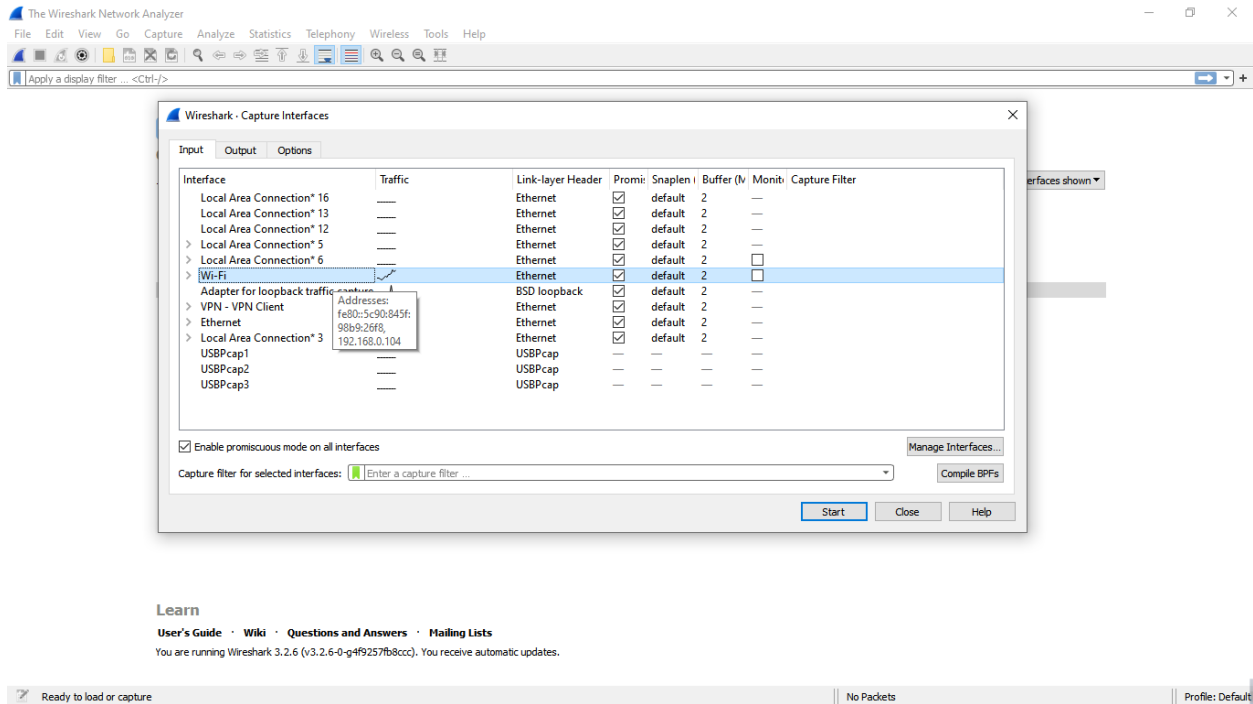 The Wireshark Network Analyzer
File Edit View Go Capture Analyze Statistics Telephony Wireless Tools Help
Apply a display filter ... <Ctrl-/>
Wireshark · Capture Interfaces
Input Output Options
erfaces shown
Interface Traffic Link-layer Header Promi: Snaplen ( Buffer (M Monit Capture Filter
Local Area Connection* 16 Ethernet default 2 —
Local Area Connection* 13 Ethernet default 2 —
Local Area Connection* 12 Ethernet default 2 —
Local Area Connection* 5 Ethernet default 2 —
Local Area Connection* 6 Ethernet default 2
Wi-Fi Ethernet default 2
Adapter for loopback traffic capture BSD loopback default 2 —
VPN - VPN Client Ethernet default 2 —
Ethernet Ethernet default 2 —
Local Area Connection* 3 Ethernet default 2 —
USBPcap1 USBPcap — — — —
USBPcap2 USBPcap — — — —
USBPcap3 USBPcap — — — —
Addresses:
fe80::5c90:845f:
98b9:26f8,
192.168.0.104
Enable promiscuous mode on all interfaces
Manage Interfaces...
Capture filter for selected interfaces: Enter a capture filter ...
Compile BPFs
Start Close Help
Learn
User's Guide · Wiki · Questions and Answers · Mailing Lists
You are running Wireshark 3.2.6 (v3.2.6-0-g4f9257fb8ccc). You receive automatic updates.
Ready to load or capture No Packets Profile: Default